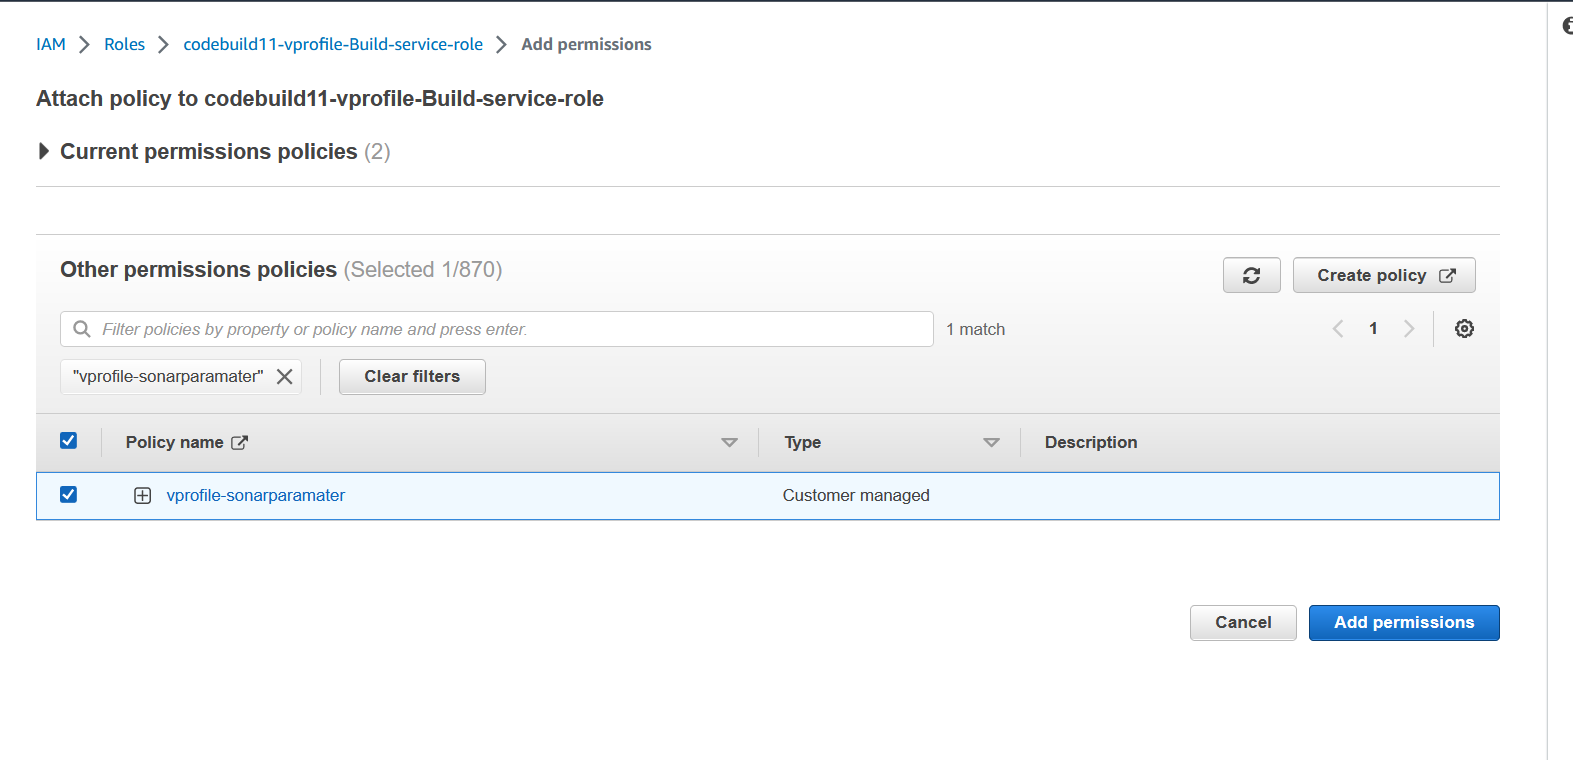 IAM Roles codebuild11-vprofile-Build-service-role Add permissions
Attach policy to codebuild11-vprofile-Build-service-role
Current permissions policies (2)
Other permissions policies (Selected 1/870)
Create policy
Filter policies by property or policy name and press enter.
1 match
1
"vprofile-sonarparamater"
Clear filters
Policy name Type Description
vprofile-sonarparamater Customer managed
Cancel Add permissions